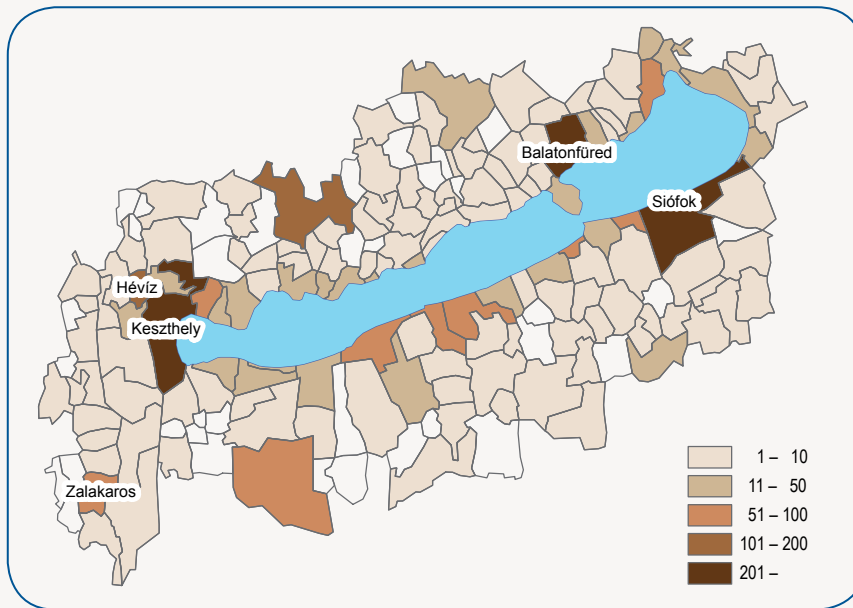 Balatonfüred
Siófok
Hévíz
Keszthely
Zalakaros
1 – 10
11 – 50
51 – 100
101 – 200
201 –